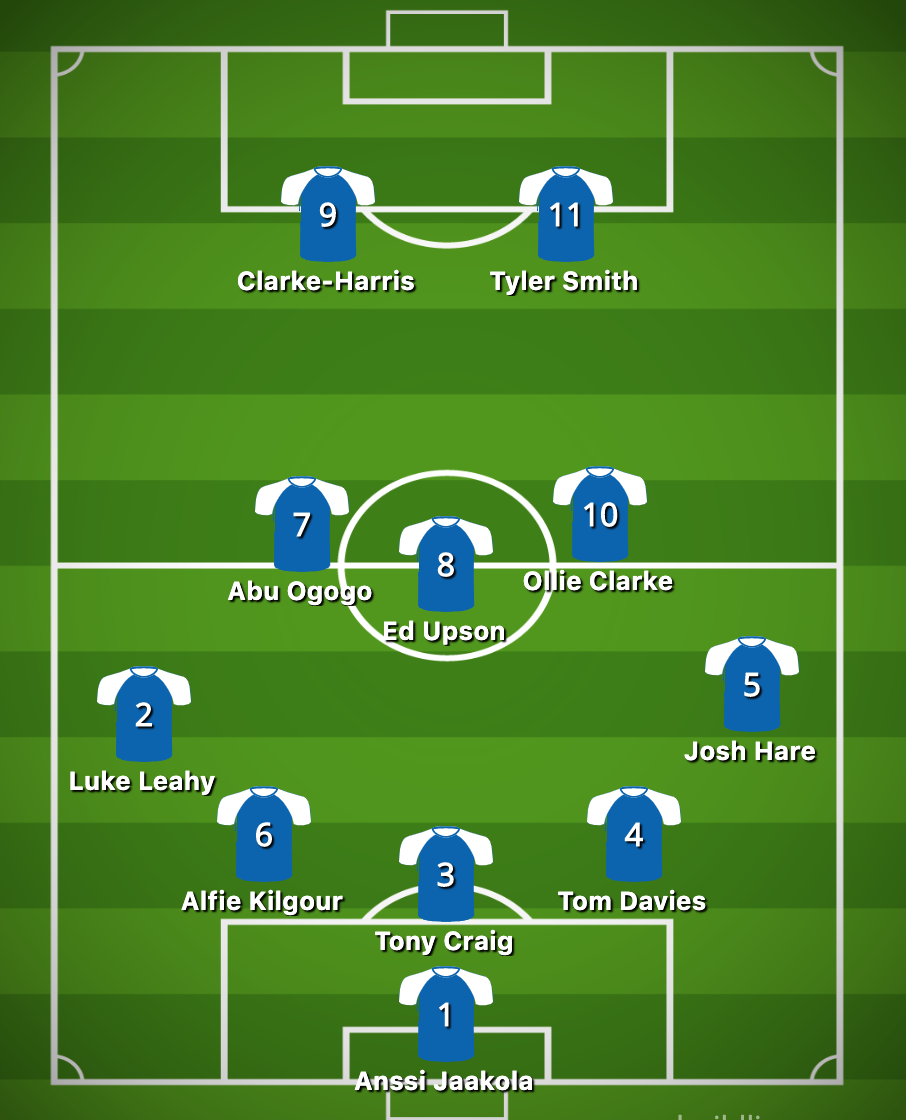 9
Clarke-Harris
11
Tyler Smith
7
Abu Ogogo
8
Ed Upson
10
Ollie Clarke
2
Luke Leahy
5
Josh Hare
6
Alfie Kilgour
3
Tony Craig
4
Tom Davies
1
Anssi Jaakola